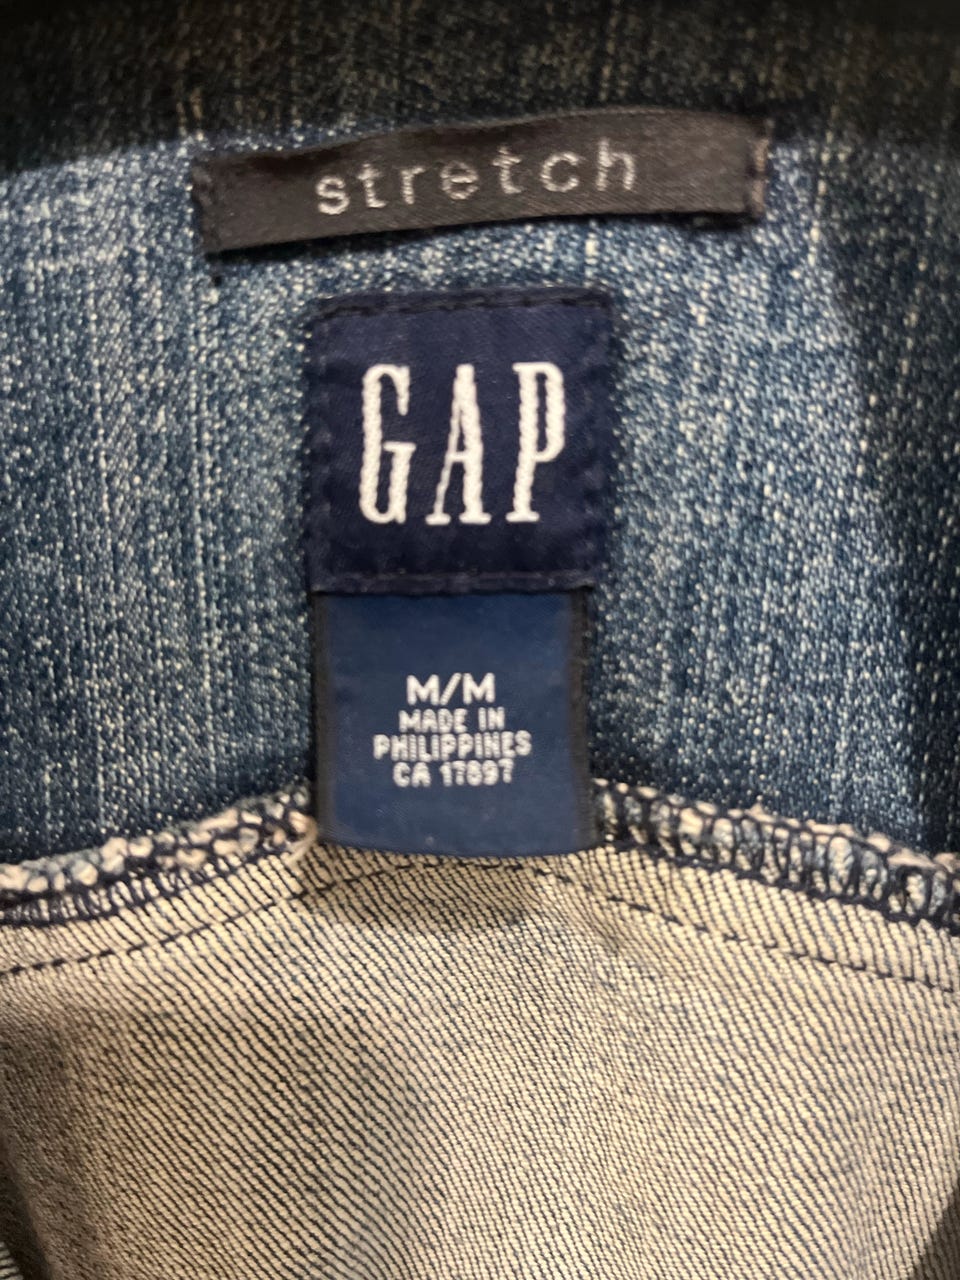 stretch
GAP
M/M
MADE IN
PHILIPPINES
CA 17897